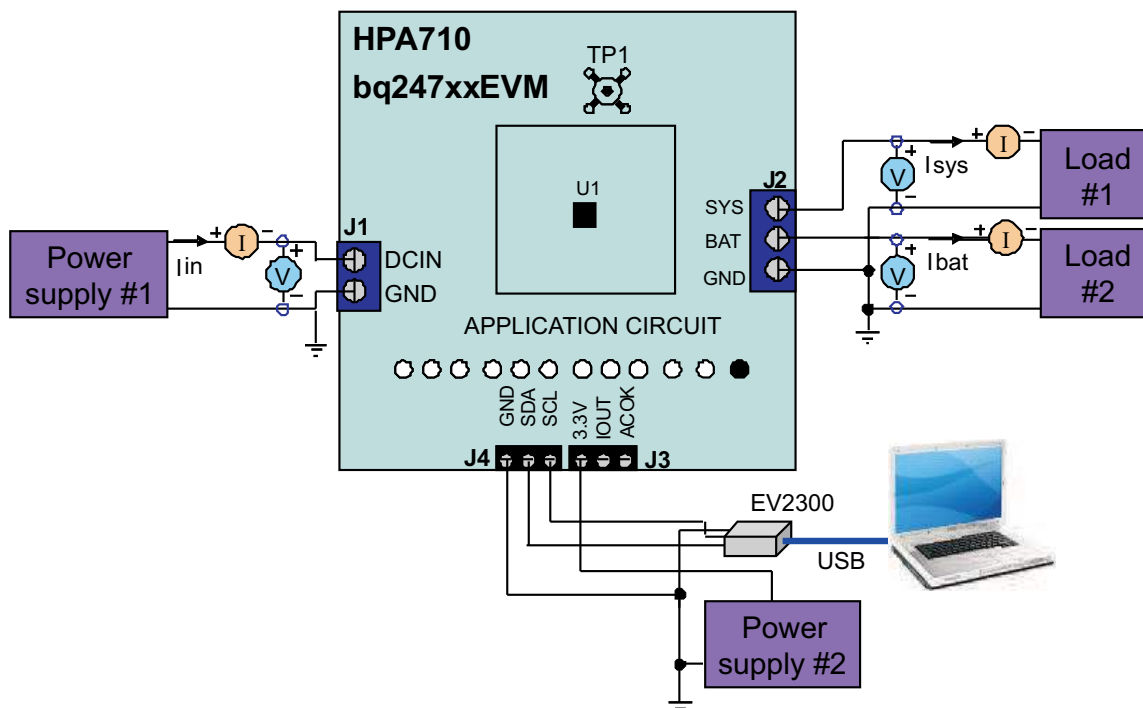 HPA710
bq247xxEVM
TP1
U1
J1
DCIN
GND
Power
supply #1
Iin
+
I
-
+
V
-
J2
SYS
BAT
GND
+
V
-
Isys
+
I
-
Load
#1
+
V
-
Ibat
+
I
-
Load
#2
APPLICATION CIRCUIT
GND
SDA
SCL
3.3V
IOUT
ACOK
J4
J3
EV2300
USB
Power
supply #2